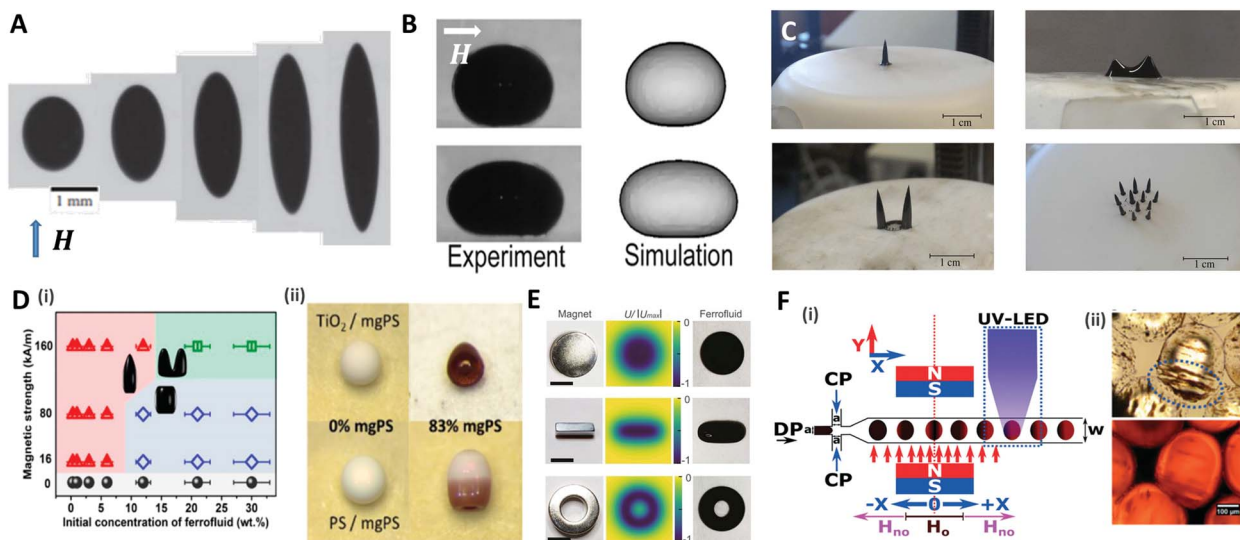 A
1 mm
H
B
H
Experiment
Simulation
C
1 cm
1 cm
1 cm
1 cm
D (i)
Magnetic strength (kA/m)
160
80
16
0
0 5 10 15 20 25 30
Initial concentration of ferrofluid (wt.%)
(ii)
TiO2 / mgPS
0% mgPS
83% mgPS
PS / mgPS
E
Magnet
U/ |Umax|
Ferrofluid
0
-1
0
-1
0
-1
F (i)
UV-LED
Y
X
N
S
CP
a
DP
a
a
CP
W
N
S
-X
0
+X
Hno
Ho
Hno
(ii)
100 µm